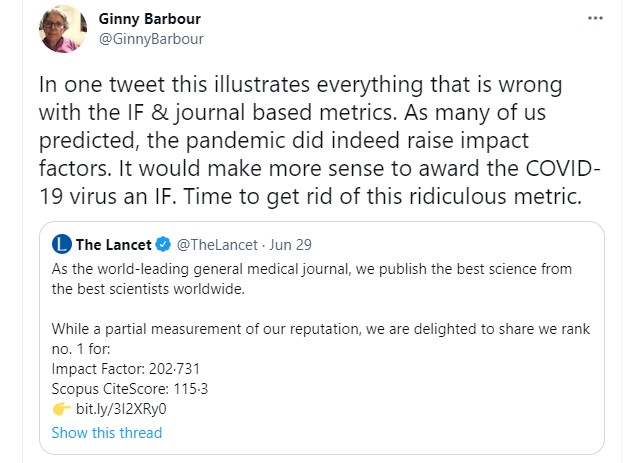 Ginny Barbour
@GinnyBarbour
In one tweet this illustrates everything that is wrong
with the IF & journal based metrics. As many of us
predicted, the pandemic did indeed raise impact
factors. It would make more sense to award the COVID-
19 virus an IF. Time to get rid of this ridiculous metric.
The Lancet @TheLancet · Jun 29
As the world-leading general medical journal, we publish the best science from
the best scientists worldwide.
While a partial measurement of our reputation, we are delighted to share we rank
no. 1 for:
Impact Factor: 202·731
Scopus CiteScore: 115·3
👉 bit.ly/3I2XRy0
Show this thread